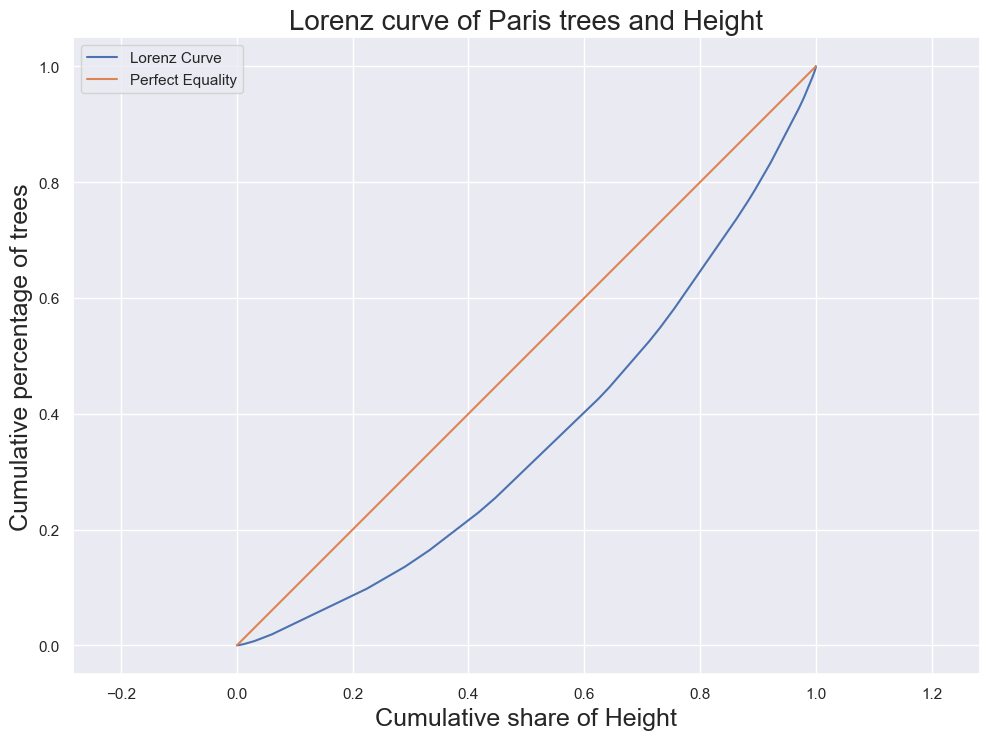 Lorenz curve of Paris trees and Height
Lorenz Curve
Perfect Equality
Cumulative percentage of trees
1.0
0.8
0.6
0.4
0.2
0.0
−0.2 0.0 0.2 0.4 0.6 0.8 1.0 1.2
Cumulative share of Height